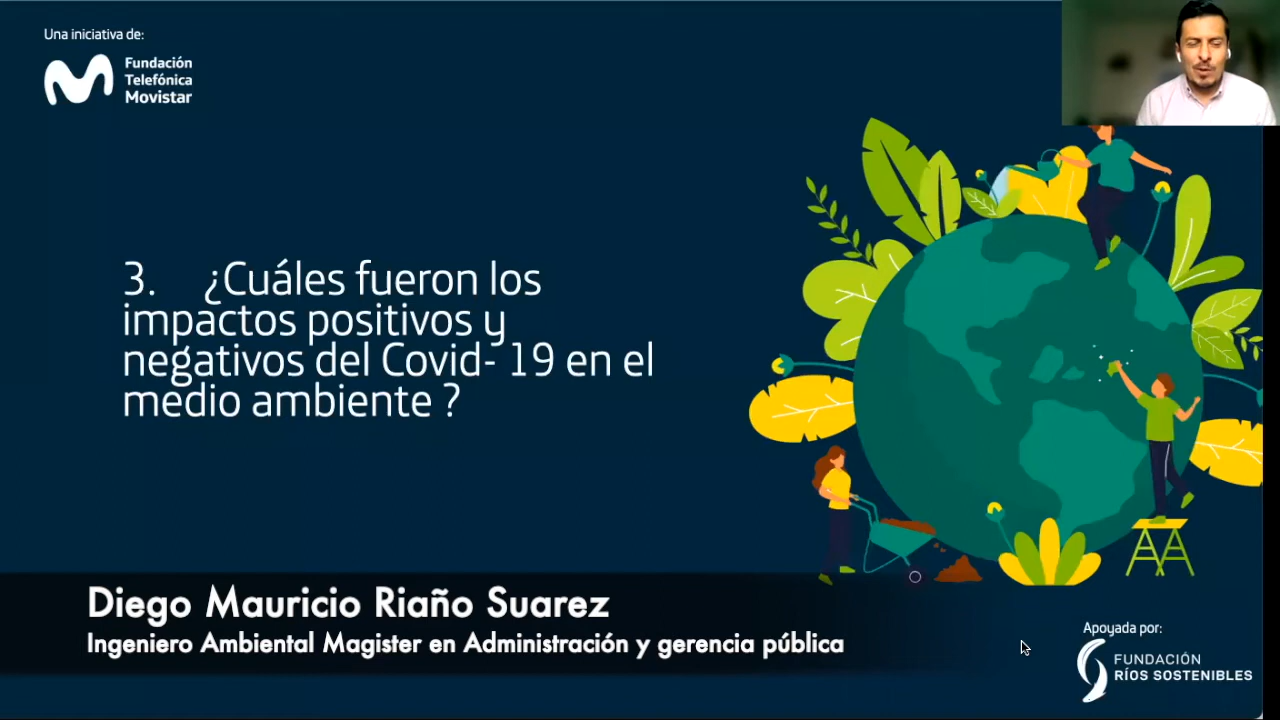 Una iniciativa de:
Fundación
Telefónica
Movistar
3. ¿Cuáles fueron los
impactos positivos y
negativos del Covid- 19 en el
medio ambiente ?
Diego Mauricio Riaño Suarez
Ingeniero Ambiental Magister en Administración y gerencia pública
Apoyada por:
FUNDACIÓN
RÍOS SOSTENIBLES